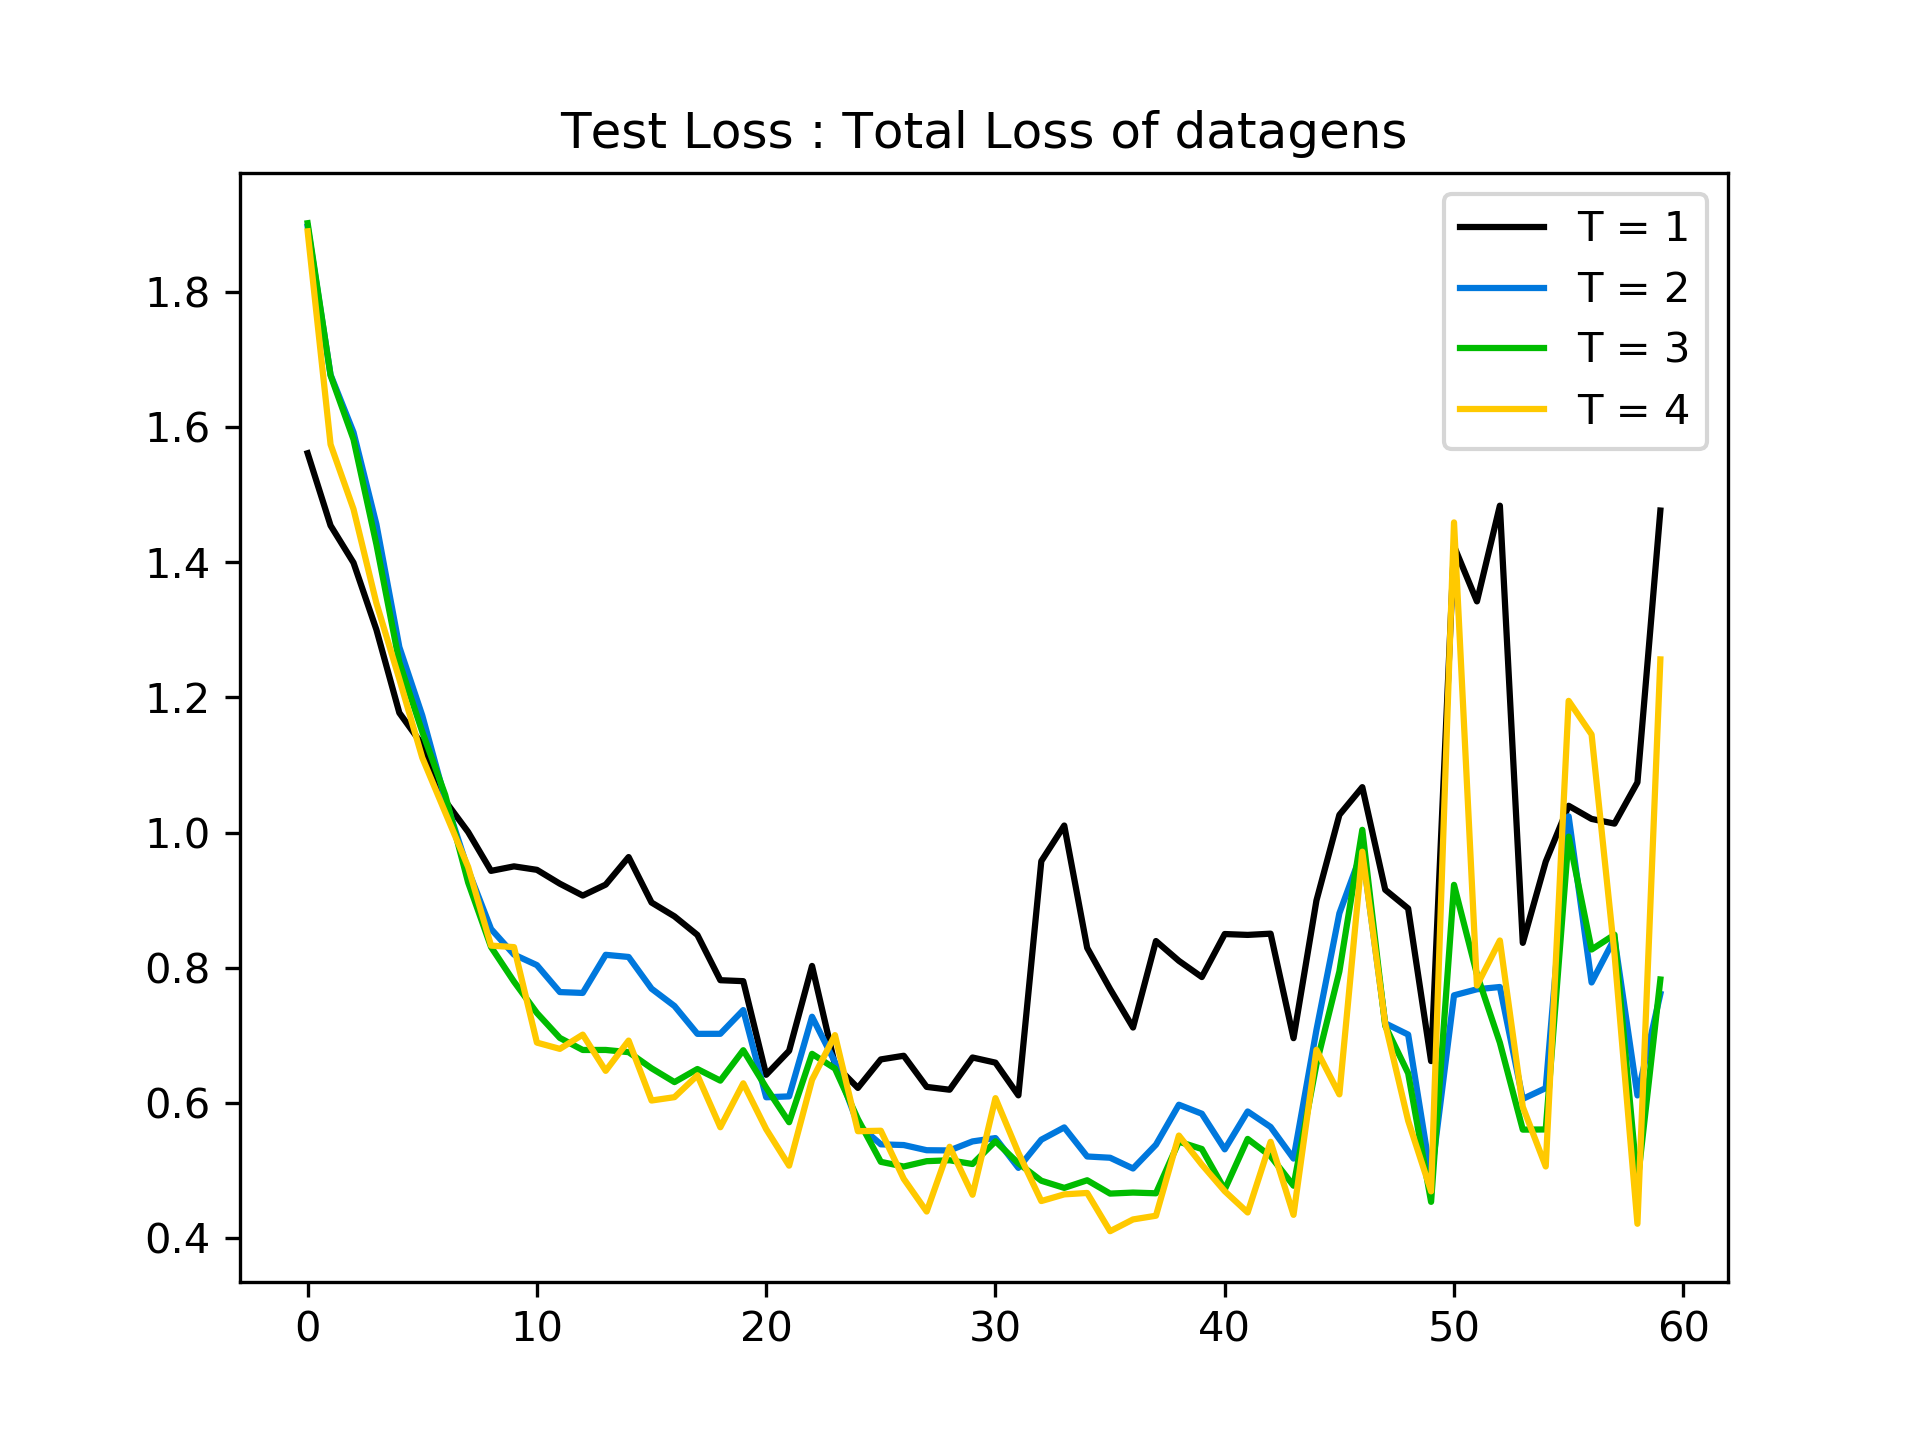 Test Loss : Total Loss of datagens
T = 1
T = 2
T = 3
T = 4
1.8
1.6
1.4
1.2
1.0
0.8
0.6
0.4
0 10 20 30 40 50 60